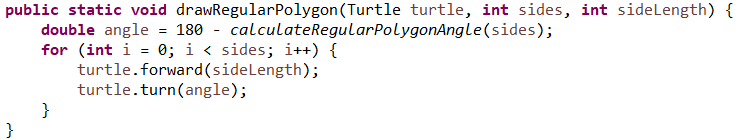 public static void drawRegularPolygon(Turtle turtle, int sides, int sideLength) {
    double angle = 180 - calculateRegularPolygonAngle(sides);
    for (int i = 0; i < sides; i++) {
        turtle.forward(sideLength);
        turtle.turn(angle);
    }
}